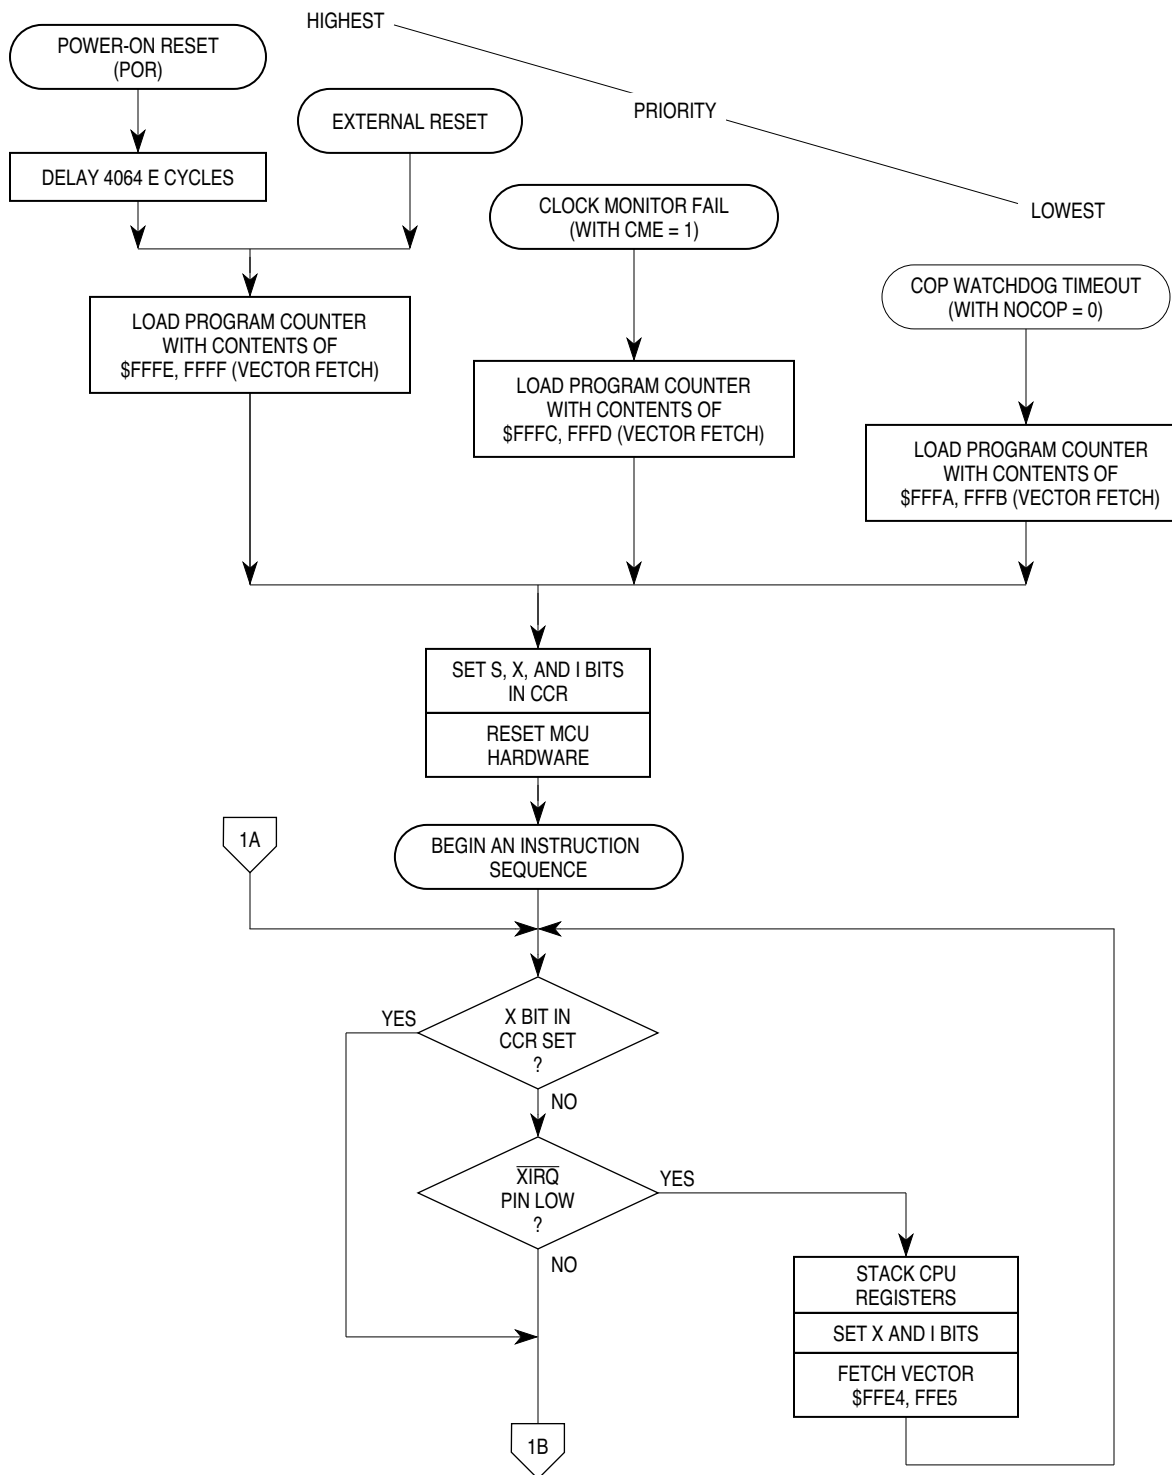 HIGHEST
POWER-ON RESET
(POR)
PRIORITY
EXTERNAL RESET
DELAY 4064 E CYCLES
CLOCK MONITOR FAIL
(WITH CME = 1)
LOWEST
COP WATCHDOG TIMEOUT
(WITH NOCOP = 0)
LOAD PROGRAM COUNTER
WITH CONTENTS OF
$FFFE, FFFF (VECTOR FETCH)
LOAD PROGRAM COUNTER
WITH CONTENTS OF
$FFFC, FFFD (VECTOR FETCH)
LOAD PROGRAM COUNTER
WITH CONTENTS OF
$FFFA, FFFB (VECTOR FETCH)
SET S, X, AND I BITS
IN CCR
RESET MCU
HARDWARE
1A
BEGIN AN INSTRUCTION
SEQUENCE
YES
X BIT IN
CCR SET
?
NO
XIRQ
PIN LOW
?
YES
NO
STACK CPU
REGISTERS
SET X AND I BITS
FETCH VECTOR
$FFE4, FFE5
1B